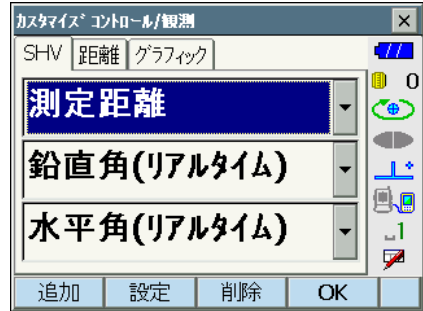 カスタマイズ コントロール/観測
SHV 距離 グラフィック
0
測定距離
鉛直角(リアルタイム)
水平角(リアルタイム)
1
追加 設定 削除 OK